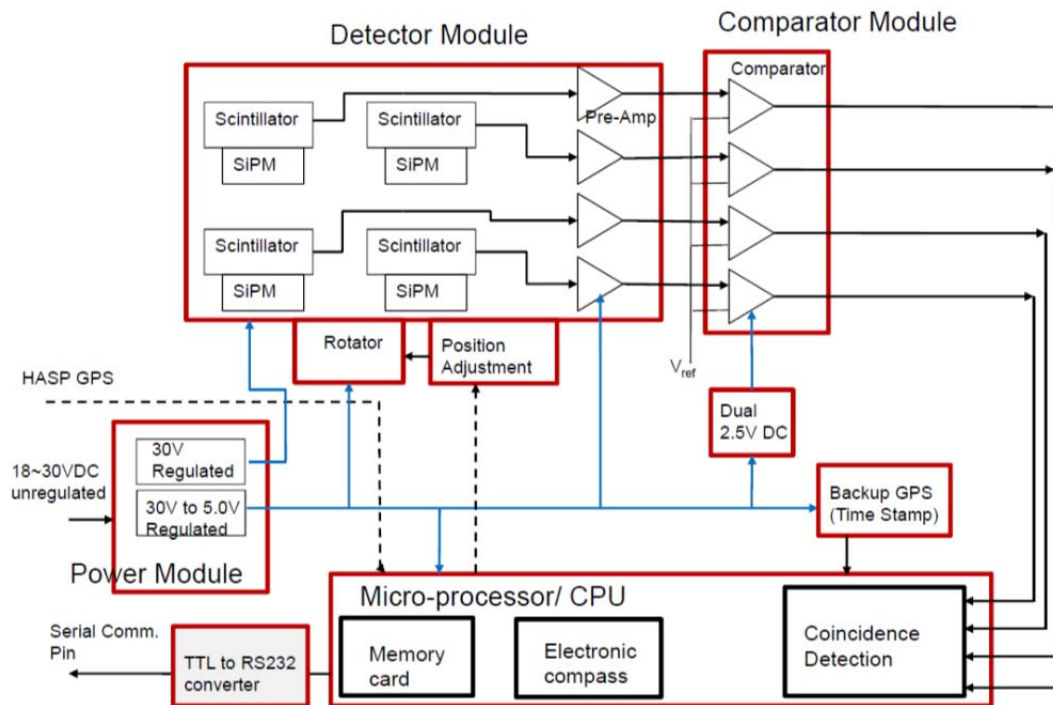 Detector Module
Comparator Module
Comparator
Pre-Amp
Scintillator
SiPM
Scintillator
SiPM
Scintillator
SiPM
Scintillator
SiPM
Rotator
Position
Adjustment
V_ref
HASP GPS
Dual
2.5V DC
18~30VDC
unregulated
30V
Regulated
30V to 5.0V
Regulated
Power Module
Backup GPS
(Time Stamp)
Micro-processor/ CPU
Memory
card
Electronic
compass
Coincidence
Detection
Serial Comm.
Pin
TTL to RS232
converter